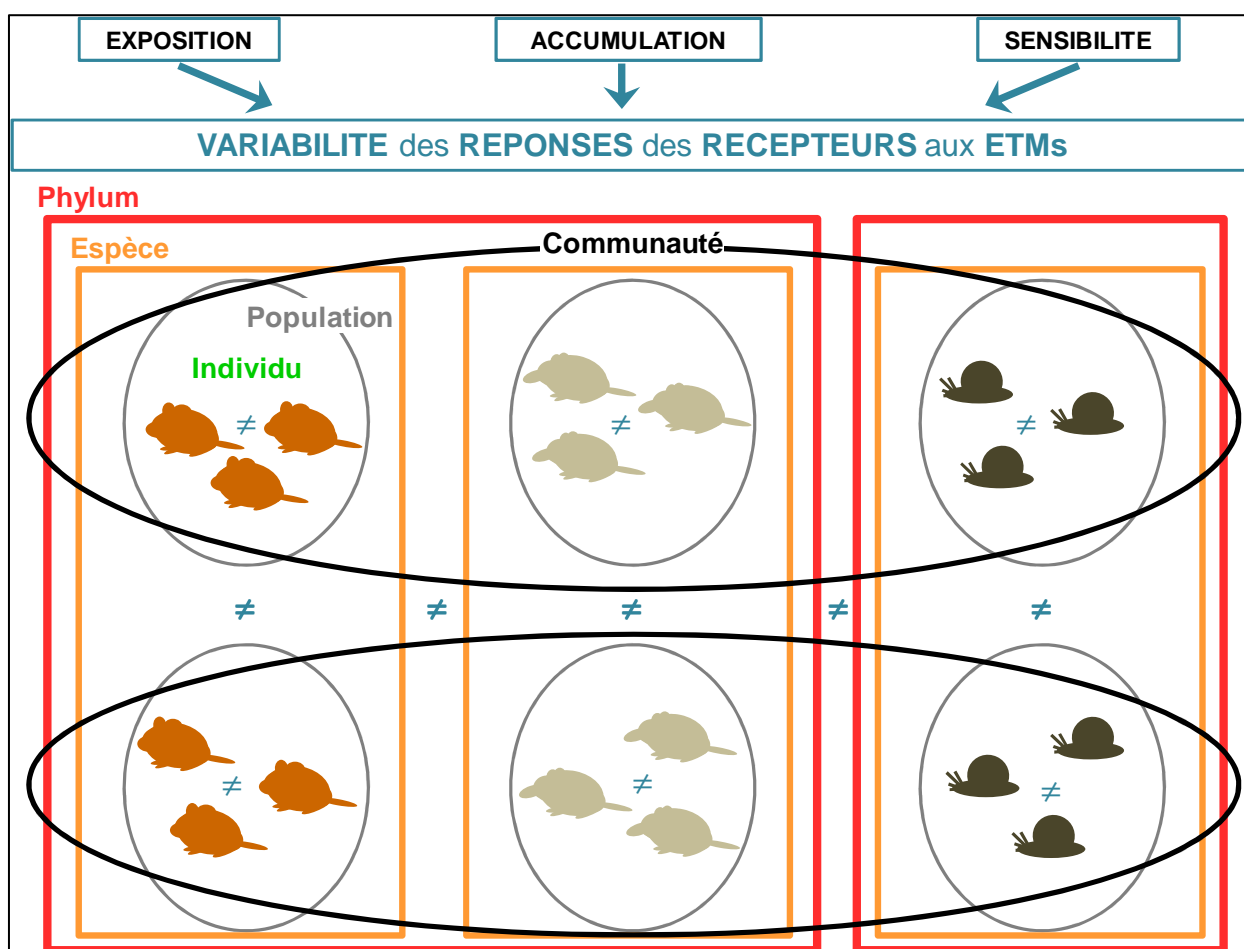 EXPOSITION ACCUMULATION SENSIBILITE
VARIABILITE des REPONSES des RECEPTEURS aux ETMs
Phylum
Espèce Communauté
Population
Individu
≠ ≠ ≠
≠ ≠ ≠ ≠ ≠
≠ ≠ ≠